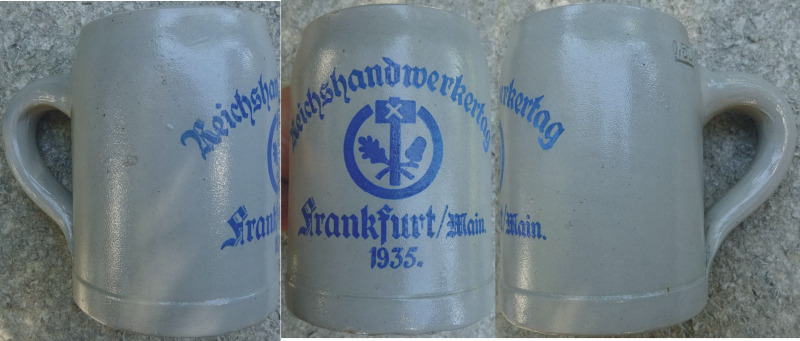 Reichshandwerkertag
Frankfurt/Main.
1935.